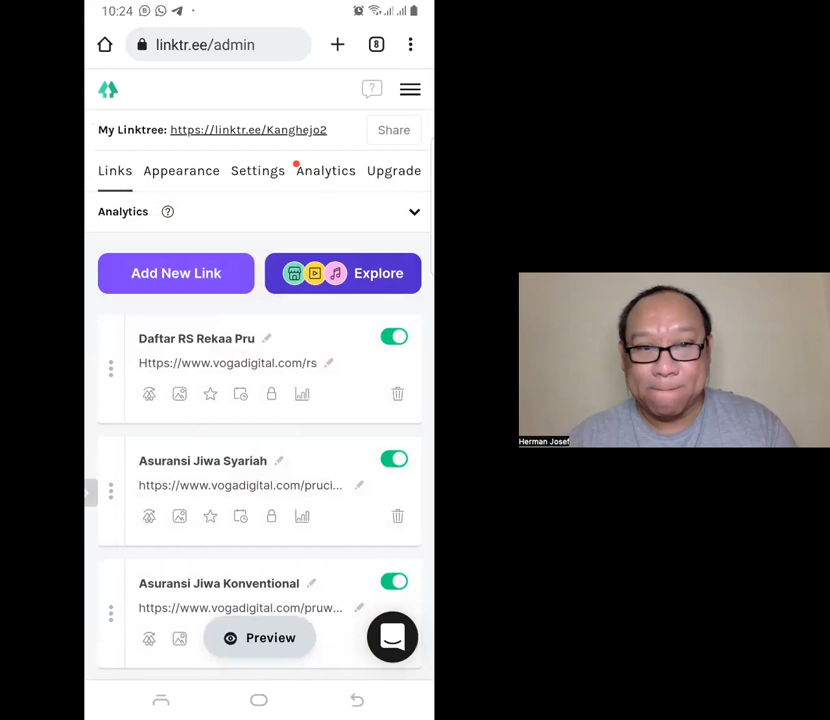 10:24
linktr.ee/admin
8
My Linktree: https://linktr.ee/Kanghejo2
Share
Links Appearance Settings Analytics Upgrade
Analytics ?
Add New Link
Explore
Daftar RS Rekaa Pru
Https://www.vogadigital.com/rs
Asuransi Jiwa Syariah
https://www.vogadigital.com/pruci...
Asuransi Jiwa Konventional
https://www.vogadigital.com/pruw...
Preview
Herman Josef